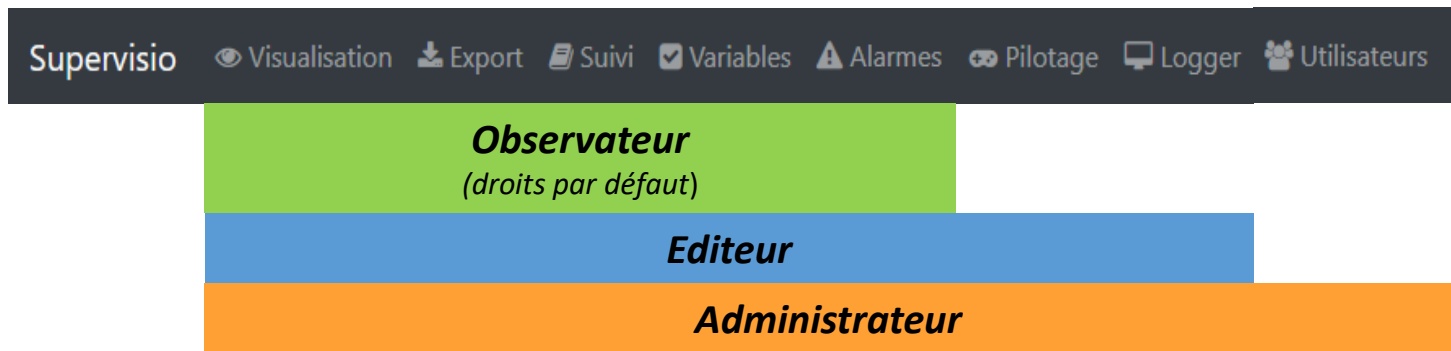 Supervisio Visualisation Export Suivi Variables Alarmes Pilotage Logger Utilisateurs
Observateur
(droits par défaut)
Editeur
Administrateur